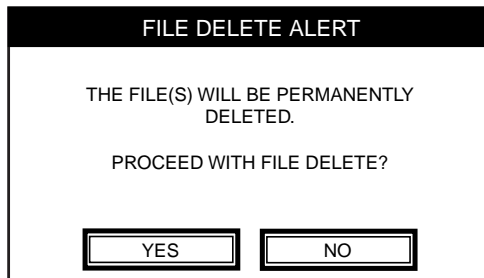 FILE DELETE ALERT
THE FILE(S) WILL BE PERMANENTLY
DELETED.
PROCEED WITH FILE DELETE?
YES NO